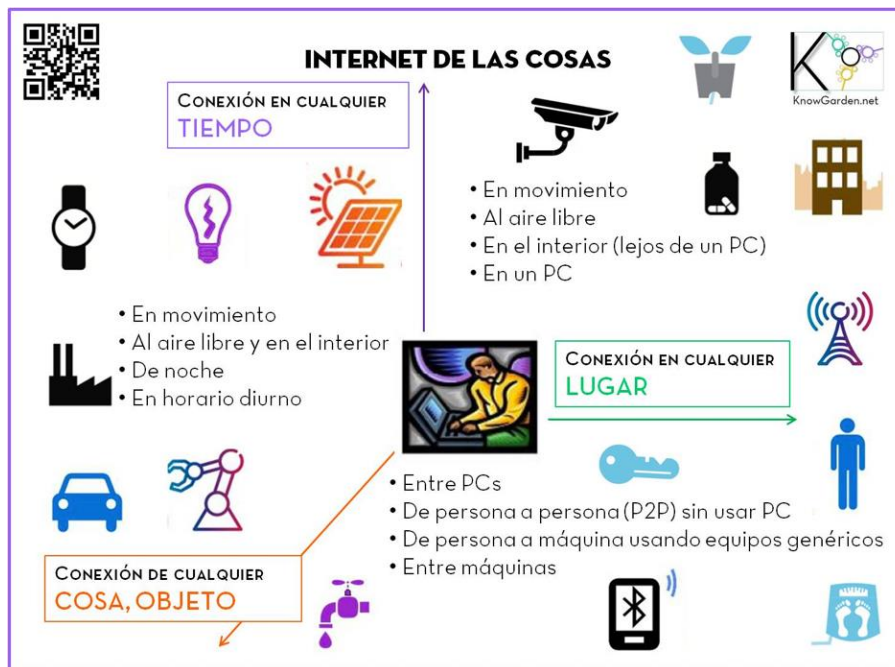 INTERNET DE LAS COSAS
KnowGarden.net
CONEXIÓN EN CUALQUIER
TIEMPO
• En movimiento
• Al aire libre
• En el interior (lejos de un PC)
• En un PC
• En movimiento
• Al aire libre y en el interior
• De noche
• En horario diurno
CONEXIÓN EN CUALQUIER
LUGAR
• Entre PCs
• De persona a persona (P2P) sin usar PC
• De persona a máquina usando equipos genéricos
• Entre máquinas
CONEXIÓN DE CUALQUIER
COSA, OBJETO